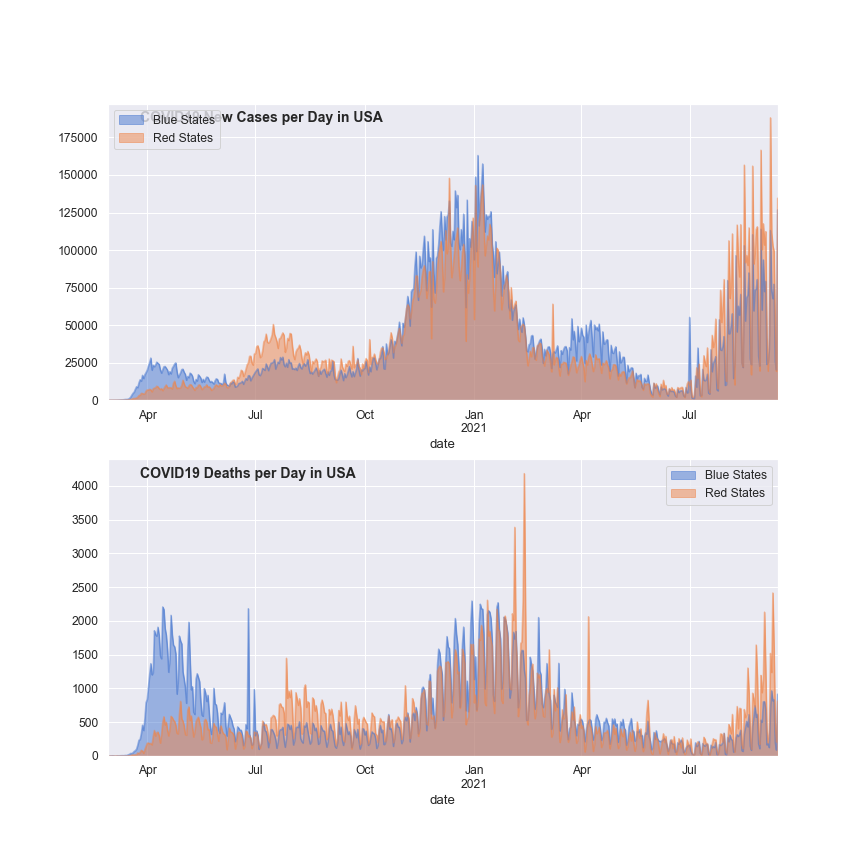 COVID19 New Cases per Day in USA
Blue States
Red States
175000
150000
125000
100000
75000
50000
25000
0
Apr Jul Oct Jan Apr Jul
2021
date
COVID19 Deaths per Day in USA
Blue States
Red States
4000
3500
3000
2500
2000
1500
1000
500
0
Apr Jul Oct Jan Apr Jul
2021
date